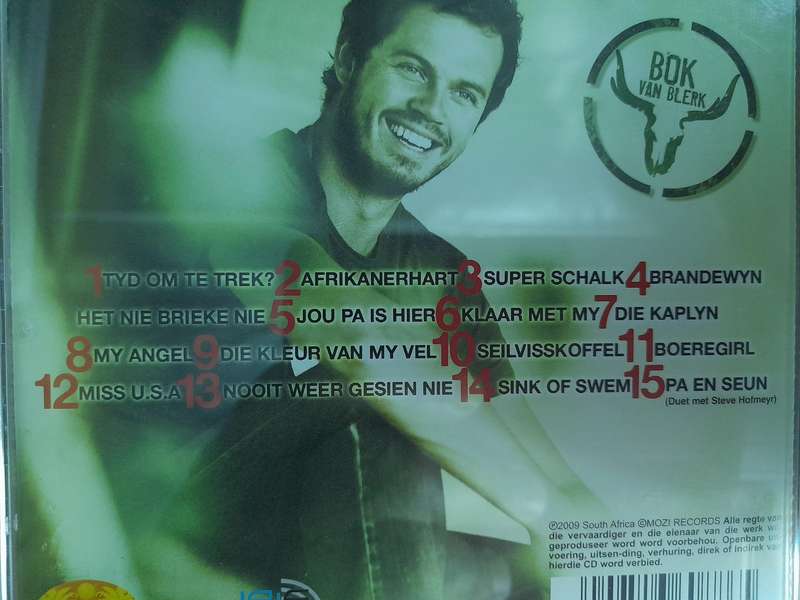 BOK
VAN BLERK
1 TYD OM TE TREK? 2 AFRIKANERHART 3 SUPER SCHALK 4 BRANDEWYN
HET NIE BRIEKE NIE 5 JOU PA IS HIER 6 KLAAR MET MY 7 DIE KAPLYN
8 MY ANGEL 9 DIE KLEUR VAN MY VEL 10 SEILVISSKOFFEL 11 BOEREGIRL
12 MISS U.S.A 13 NOOIT WEER GESIEN NIE 14 SINK OF SWEM 15 PA EN SEUN
(Duet met Steve Hofmeyr)
℗2009 South Africa ©MOZI RECORDS Alle regte van
die vervaardiger en die eienaar van die werk
geproduseer word word voorbehou. Openbare
voering, uitsen-ding, verhuring, direk of indirek van
hierdie CD word verbied.